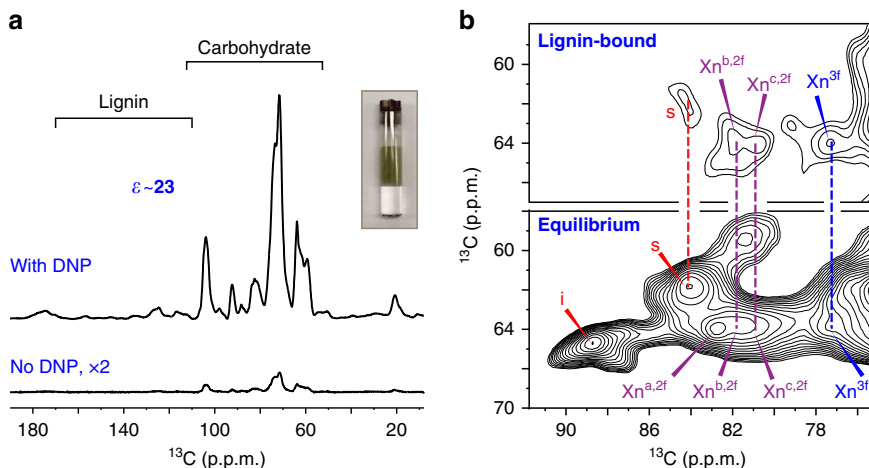 a
Carbohydrate
Lignin
ε~23
With DNP
No DNP, ×2
190 140 100 60 20
¹³C (p.p.m.)
b
Lignin-bound
Xnᵇ,²ᶠ
Xnᶜ,²ᶠ
Xn³ᶠ
s
60
64
¹³C (p.p.m.)
Equilibrium
60
s
i
64
Xnᵃ,²ᶠ Xnᵇ,²ᶠ Xnᶜ,²ᶠ Xn³ᶠ
70
90 86 82 78
¹³C (p.p.m.)